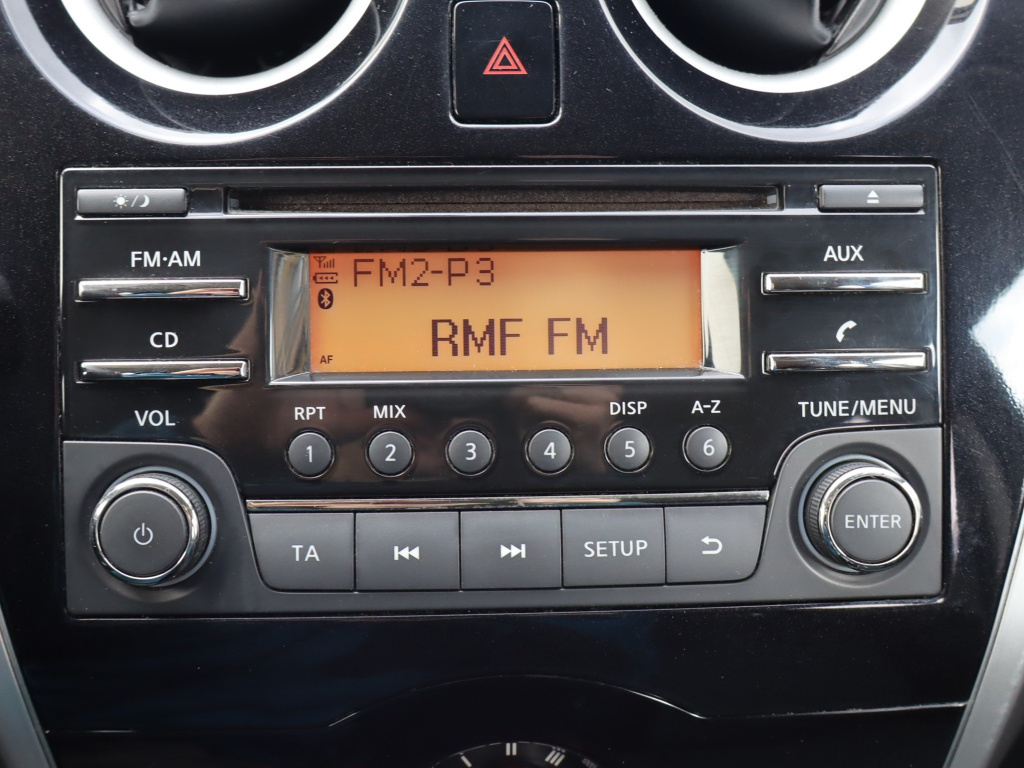 FM·AM
AUX
FM2-P3
CD
RMF FM
AF
VOL
RPT
MIX
DISP
A-Z
TUNE/MENU
1 2 3 4 5 6
ENTER
TA
SETUP